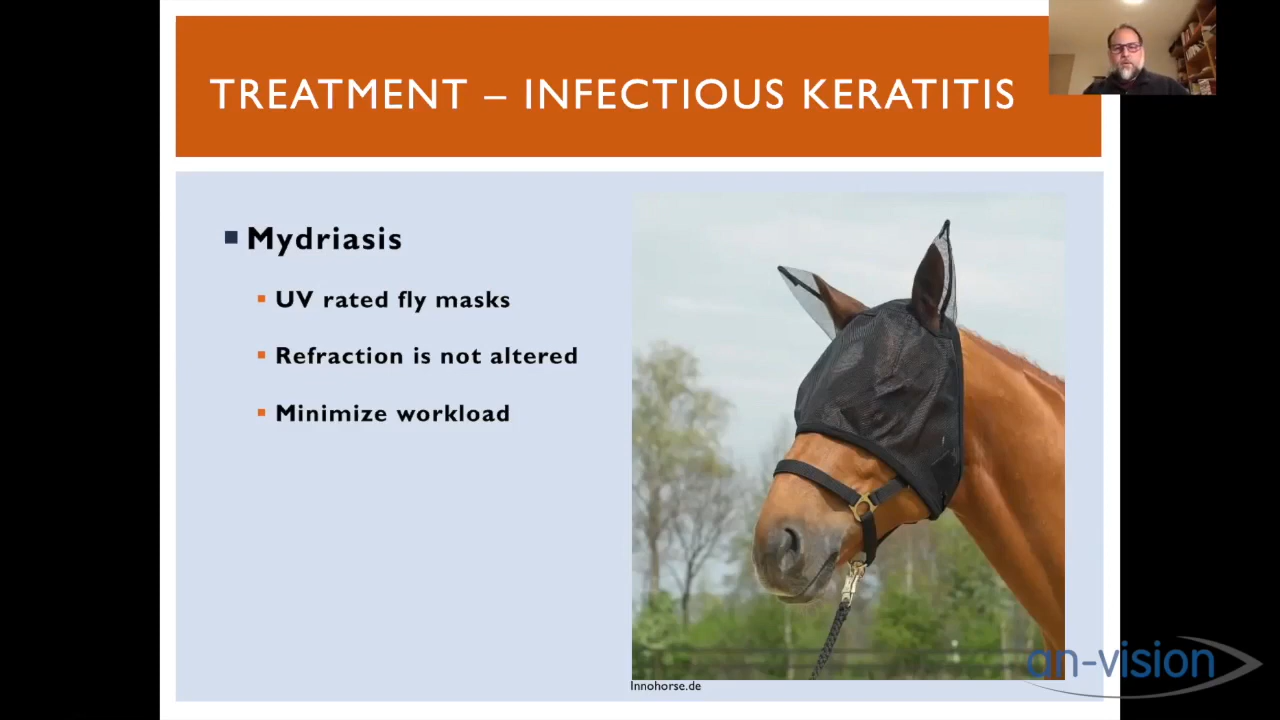 TREATMENT – INFECTIOUS KERATITIS
Mydriasis
UV rated fly masks
Refraction is not altered
Minimize workload
Innohorse.de
an-vision